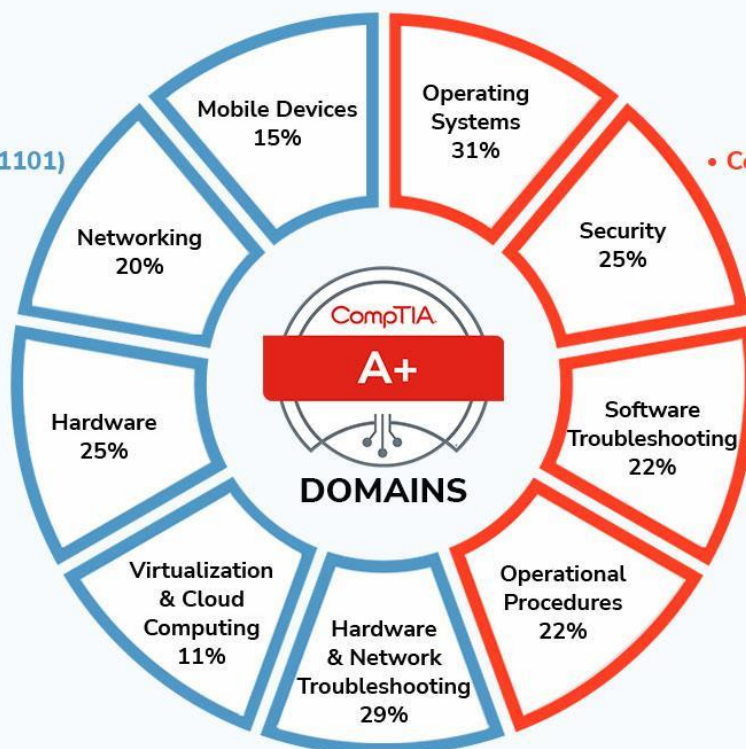 Mobile Devices
15%
Operating
Systems
31%
1101)
• Co
Networking
20%
Security
25%
Hardware
25%
CompTIA
A+
DOMAINS
Software
Troubleshooting
22%
Virtualization
& Cloud
Computing
11%
Hardware
& Network
Troubleshooting
29%
Operational
Procedures
22%